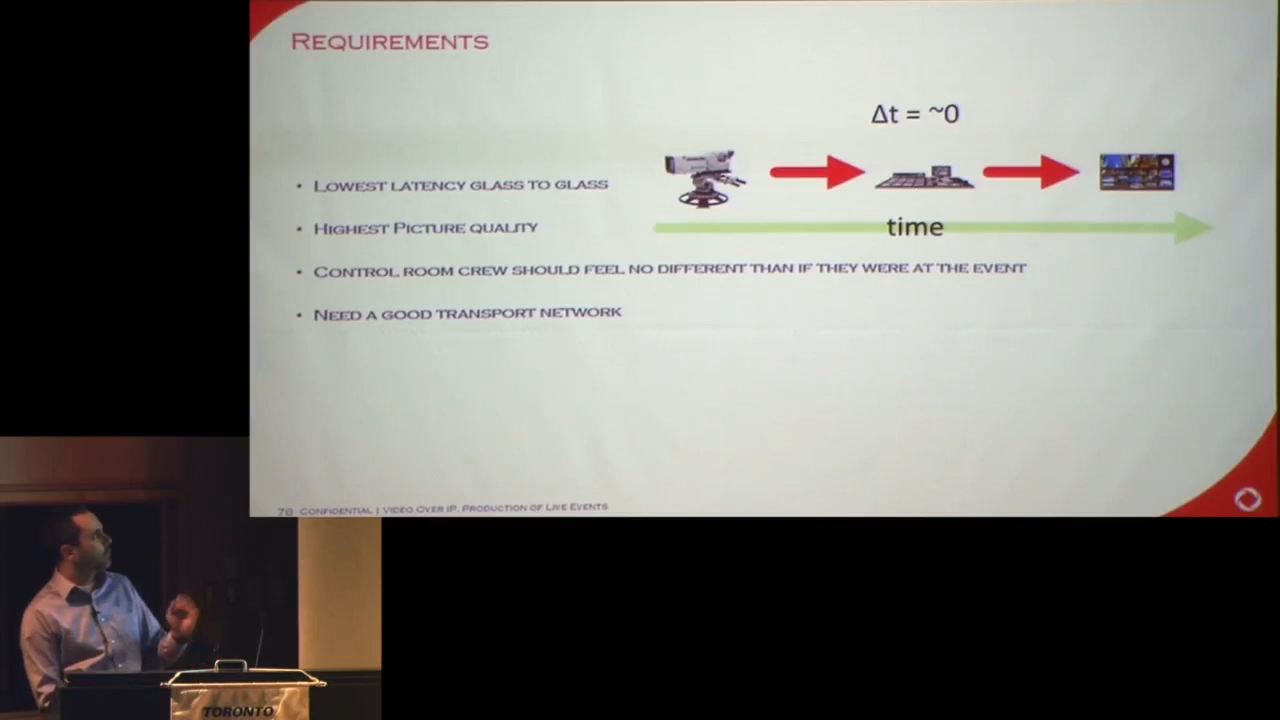 Requirements
Δt = ~0
• Lowest latency glass to glass
• Highest Picture quality
time
• Control room crew should feel no different than if they were at the event
• Need a good transport network
76 Confidential | Video Over IP, Production of Live Events
TORONTO